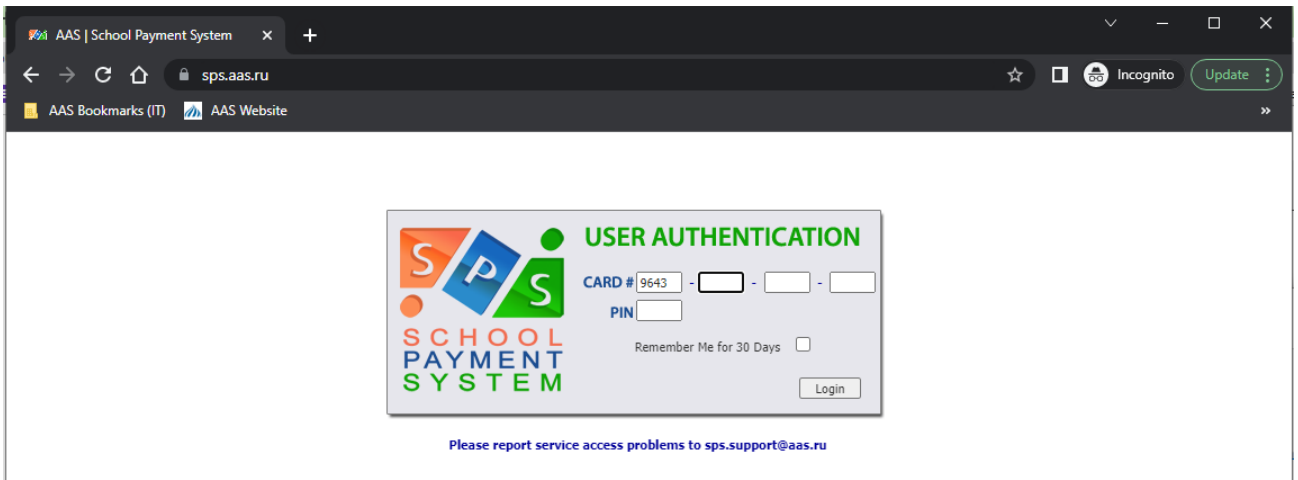 AAS | School Payment System
sps.aas.ru
Incognito
Update
AAS Bookmarks (IT) AAS Website
SPS
SCHOOL
PAYMENT
SYSTEM
USER AUTHENTICATION
CARD # 9643 - - -
PIN
Remember Me for 30 Days
Login
Please report service access problems to sps.support@aas.ru